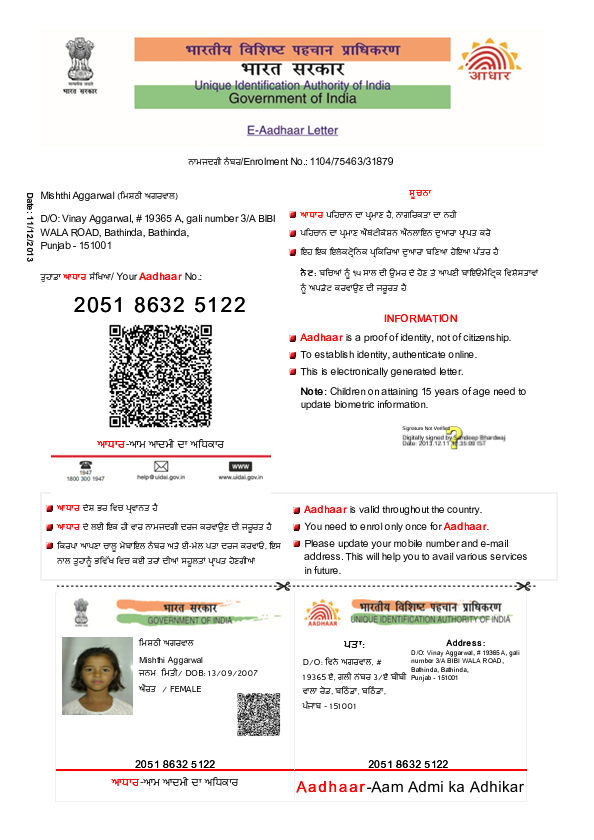 भारतीय विशिष्ट पहचान प्राधिकरण
भारत सरकार
Unique Identification Authority of India
Government of India
भारत सरकार
आधार
E-Aadhaar Letter
ਨਾਮਜਦਗੀ ਨੰਬਰ/Enrolment No.: 1104/75463/31879
Date: 11/12/2013
Mishthi Aggarwal (ਮਿਸ਼ਠੀ ਅਗਰਵਾਲ)
D/O: Vinay Aggarwal, # 19365 A, gali number 3/A BIBI
WALA ROAD, Bathinda, Bathinda,
Punjab - 151001
ਤੁਹਾਡਾ ਆਧਾਰ ਸੰਖਿਆ/ Your Aadhaar No.:
2051 8632 5122
ਆਧਾਰ-ਆਮ ਆਦਮੀ ਦਾ ਅਧਿਕਾਰ
1947
1800 300 1947
help@uidai.gov.in
www
www.uidai.gov.in
ਸੂਚਨਾ
ਆਧਾਰ ਪਹਿਚਾਨ ਦਾ ਪ੍ਰਮਾਣ ਹੈ, ਨਾਗਰਿਕਤਾ ਦਾ ਨਹੀ
ਪਹਿਚਾਨ ਦਾ ਪ੍ਰਮਾਣ ਔਥੰਟੀਕੇਸ਼ਨ ਔਨਲਾਈਨ ਦੁਆਰਾ ਪ੍ਰਾਪਤ ਕਰੋ
ਇਹ ਇਕ ਇਲੇਕਟ੍ਰੋਨਿਕ ਪ੍ਰਕਿਰਿਆ ਦੁਆਰਾ ਬਣਿਆ ਹੋਇਆ ਪੱਤਰ ਹੈ
ਨੋਟ: ਬਚਿਆਂ ਨੂੰ ੧੫ ਸਾਲ ਦੀ ਉਮਰ ਦੇ ਹੋਣ ਤੇ ਆਪਣੀ ਬਾਇਓਮੈਟ੍ਰਿਕ ਵਿਸ਼ੇਸ਼ਤਾਵਾਂ
ਨੂੰ ਅਪਡੇਟ ਕਰਵਾਉਣ ਦੀ ਜਰੂਰਤ ਹੈ
INFORMATION
Aadhaar is a proof of identity, not of citizenship.
To establish identity, authenticate online.
This is electronically generated letter.
Note: Children on attaining 15 years of age need to
update biometric information.
Signature Not Verified
Digitally signed by Sandeep Bhardwaj
Date: 2013.12.11 IST
ਆਧਾਰ ਦੇਸ਼ ਭਰ ਵਿਚ ਪ੍ਰਵਾਨਤ ਹੈ
ਆਧਾਰ ਦੇ ਲਈ ਇਕ ਹੀ ਵਾਰ ਨਾਮਜਦਗੀ ਦਰਜ ਕਰਵਾਉਣ ਦੀ ਜਰੂਰਤ ਹੈ
ਕਿਰਪਾ ਆਪਣਾ ਚਾਲੂ ਮੋਬਾਇਲ ਨੰਬਰ ਅਤੇ ਈ-ਮੇਲ ਪਤਾ ਦਰਜ ਕਰਵਾਓ, ਇਸ
ਨਾਲ ਤੁਹਾਨੂੰ ਭਵਿੱਖ ਵਿਚ ਕਈ ਤਰਾਂ ਦੀਆਂ ਸਹੂਲਤਾਂ ਪ੍ਰਾਪਤ ਹੋਣਗੀਆਂ
Aadhaar is valid throughout the country.
You need to enrol only once for Aadhaar.
Please update your mobile number and e-mail
address. This will help you to avail various services
in future.
भारत सरकार
GOVERNMENT OF INDIA
ਮਿਸ਼ਠੀ ਅਗਰਵਾਲ
Mishthi Aggarwal
ਜਨਮ ਮਿਤੀ/ DOB: 13/09/2007
ਔਰਤ / FEMALE
2051 8632 5122
ਆਧਾਰ-ਆਮ ਆਦਮੀ ਦਾ ਅਧਿਕਾਰ
AADHAAR
भारतीय विशिष्ट पहचान प्राधिकरण
UNIQUE IDENTIFICATION AUTHORITY OF INDIA
ਪਤਾ:
D/O: ਵਿਨੇ ਅਗਰਵਾਲ, #
19365 ਏ, ਗਲੀ ਨੰਬਰ 3/ਏ ਬੀਬੀ
ਵਾਲਾ ਰੋਡ, ਬਠਿੰਡਾ, ਬਠਿੰਡਾ,
ਪੰਜਾਬ - 151001
Address:
D/O: Vinay Aggarwal, # 19365 A, gali
number 3/A BIBI WALA ROAD,
Bathinda, Bathinda,
Punjab - 151001
2051 8632 5122
Aadhaar-Aam Admi ka Adhikar